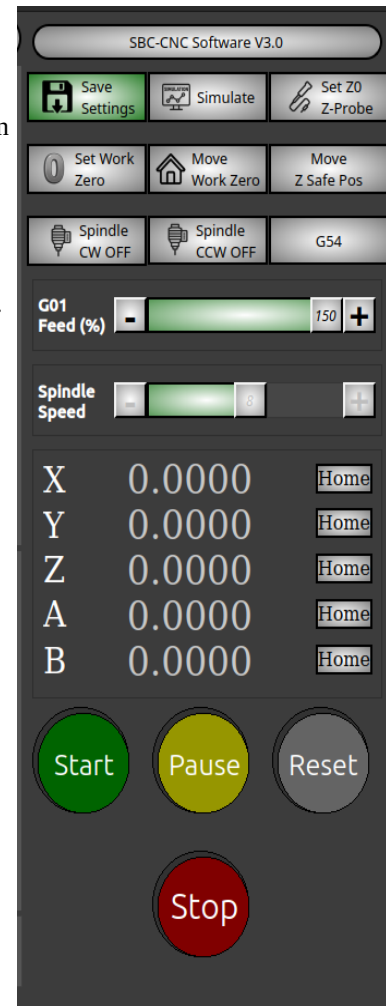 SBC-CNC Software V3.0
Save Settings
Simulate
Set Z0 Z-Probe
Set Work Zero
Move Work Zero
Move Z Safe Pos
Spindle CW OFF
Spindle CCW OFF
G54
G01 Feed (%)
- 150 +
Spindle Speed
- 8 +
X 0.0000 Home
Y 0.0000 Home
Z 0.0000 Home
A 0.0000 Home
B 0.0000 Home
Start Pause Reset
Stop